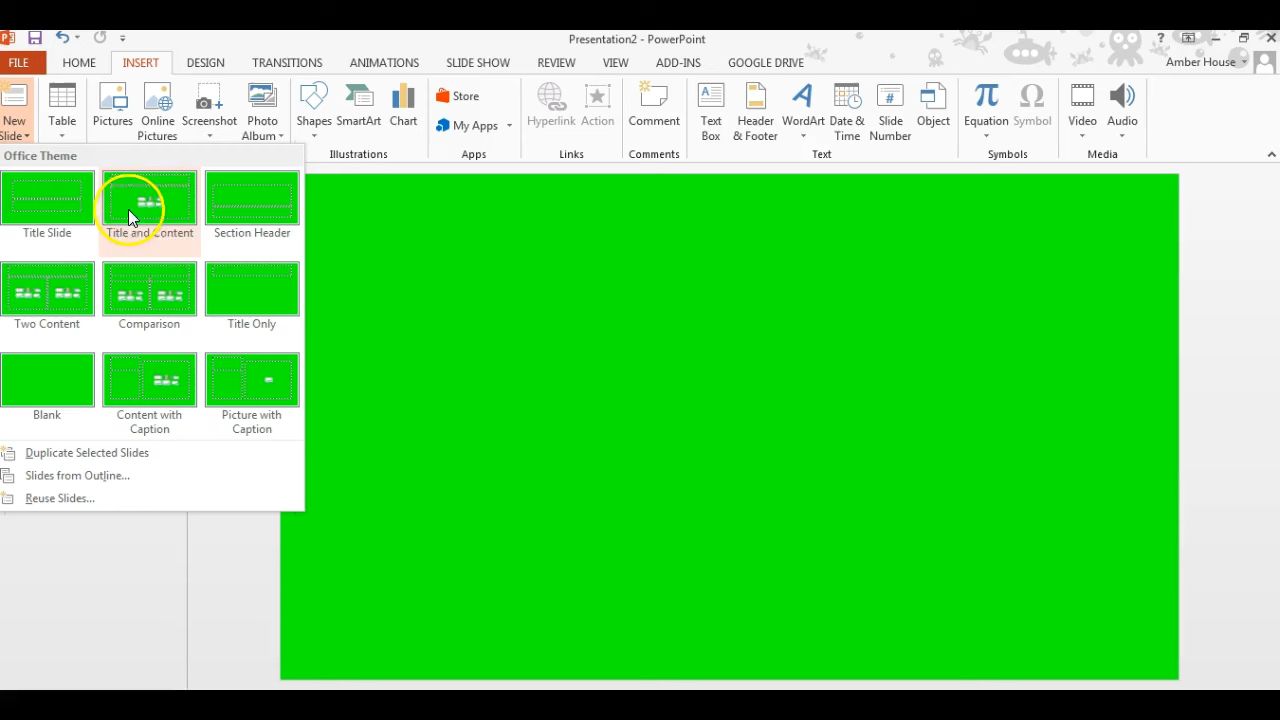 Presentation2 - PowerPoint
?
FILE HOME INSERT DESIGN TRANSITIONS ANIMATIONS SLIDE SHOW REVIEW VIEW ADD-INS GOOGLE DRIVE Amber House
New Slide
Table
Pictures
Online Pictures
Screenshot
Photo Album
Shapes
SmartArt
Chart
Store
My Apps
Hyperlink
Action
Comment
Text Box
Header & Footer
WordArt
Date & Time
Slide Number
Object
Equation
Symbol
Video
Audio
Illustrations Apps Links Comments Text Symbols Media
Office Theme
Title Slide Title and Content Section Header
Two Content Comparison Title Only
Blank Content with Caption Picture with Caption
Duplicate Selected Slides
Slides from Outline...
Reuse Slides...